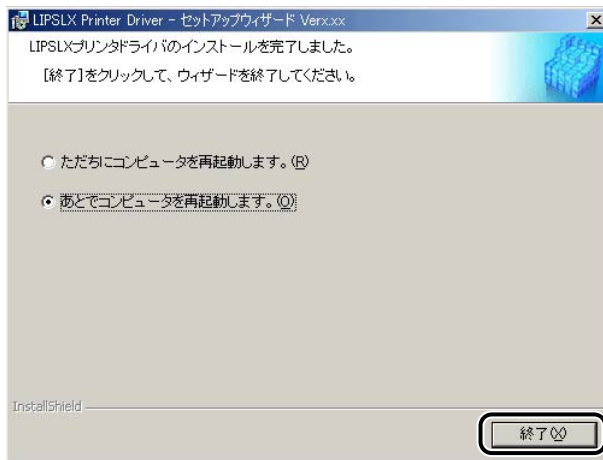 LIPSLX Printer Driver - セットアップウィザード Verx.xx
LIPSLXプリンタドライバのインストールを完了しました。
[終了]をクリックして、ウィザードを終了してください。
ただちにコンピュータを再起動します。(R)
あとでコンピュータを再起動します。(O)
InstallShield
終了(X)